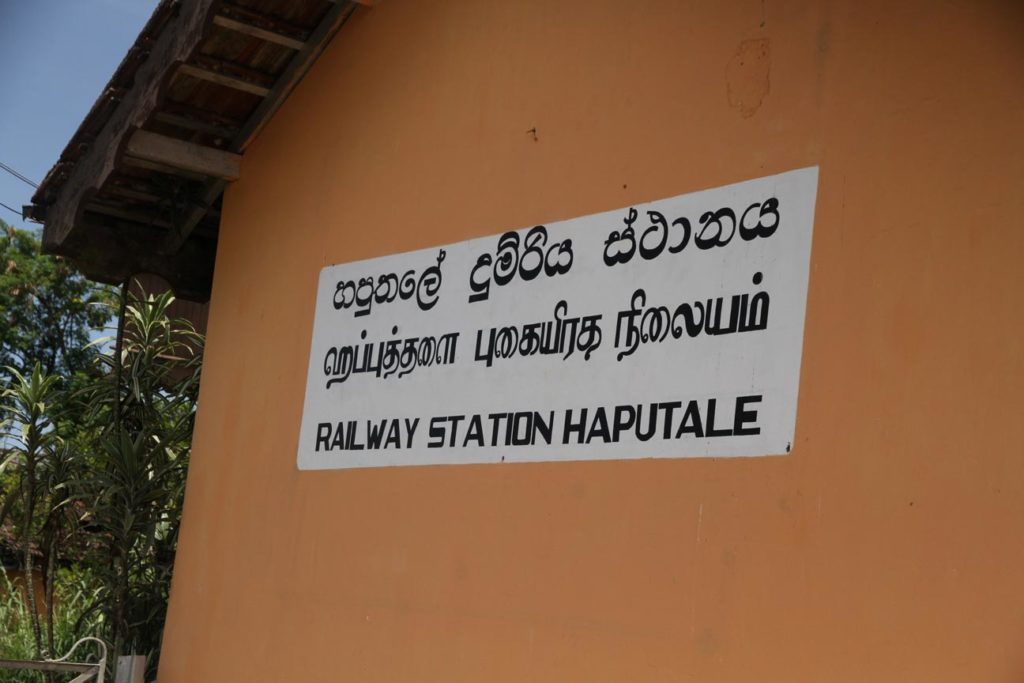 හපුතලේ දුම්රිය ස්ථානය
ஹப்புத்தளை புகையிரத நிலையம்
RAILWAY STATION HAPUTALE